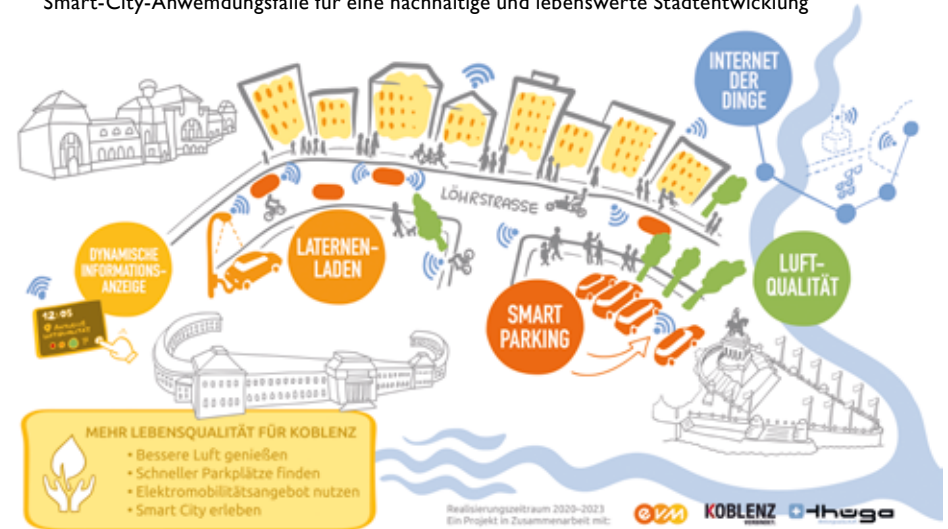 Smart-City-Anwemdungsfälle für eine nachhaltige und lebenswerte Stadtentwicklung
INTERNET
DER
DINGE
LÖHRSTRASSE
DYNAMISCHE
INFORMATIONS-
ANZEIGE
LATERNEN-
LADEN
LUFT-
QUALITÄT
SMART
PARKING
12:05
MEHR LEBENSQUALITÄT FÜR KOBLENZ
• Bessere Luft genießen
• Schneller Parkplätze finden
• Elektromobilitätsangebot nutzen
• Smart City erleben
Realisierungszeitraum 2020–2023
Ein Projekt in Zusammenarbeit mit:
evm
KOBLENZ
VERBINDET.
thüga